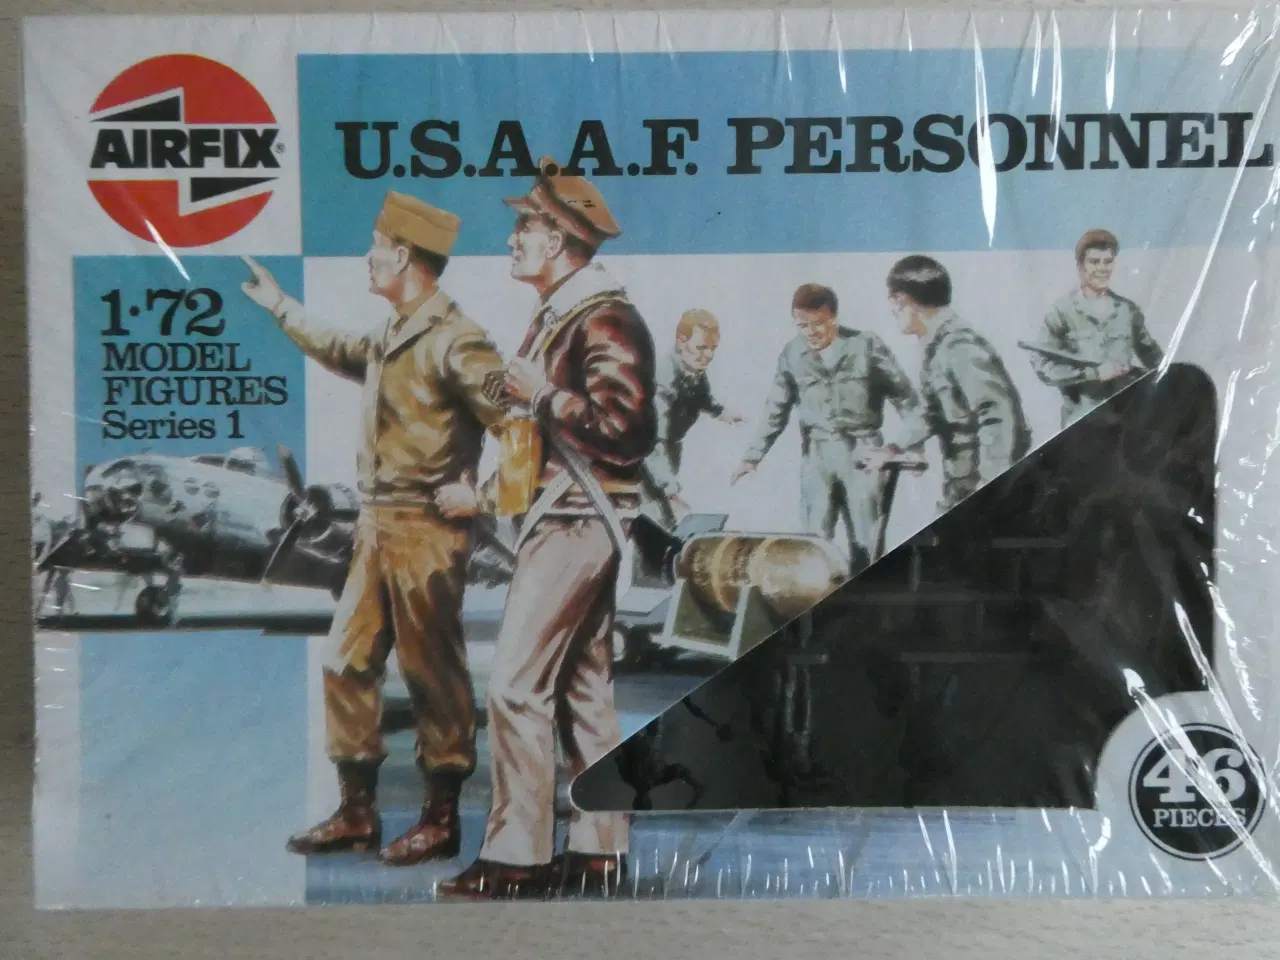 AIRFIX®
U.S.A.A.F. PERSONNEL
1·72
MODEL
FIGURES
Series 1
46
PIECES